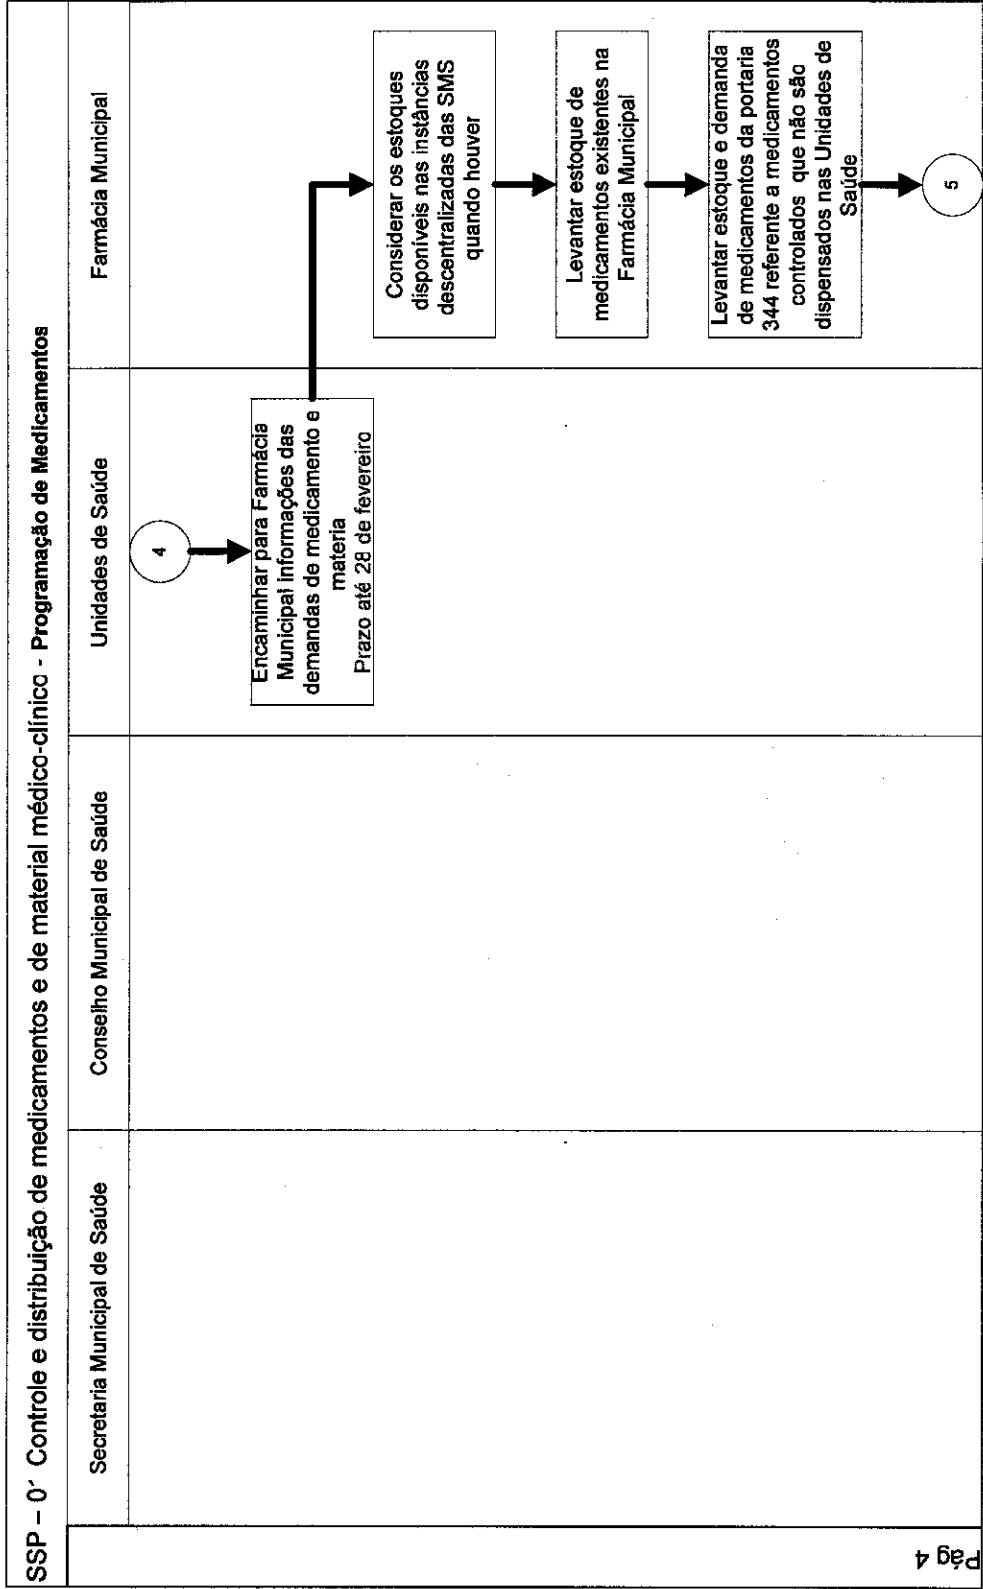 SSP – 0´ Controle e distribuição de medicamentos e de material médico-clínico - Programação de Medicamentos
Secretaria Municipal de Saúde
Conselho Municipal de Saúde
Unidades de Saúde
Farmácia Municipal
4
Encaminhar para Farmácia
Municipal informações das
demandas de medicamento e
materia
Prazo até 28 de fevereiro
Considerar os estoques
disponíveis nas instâncias
descentralizadas das SMS
quando houver
Levantar estoque de
medicamentos existentes na
Farmácia Municipal
Levantar estoque e demanda
de medicamentos da portaria
344 referente a medicamentos
controlados que não são
dispensados nas Unidades de
Saúde
5
Pág 4